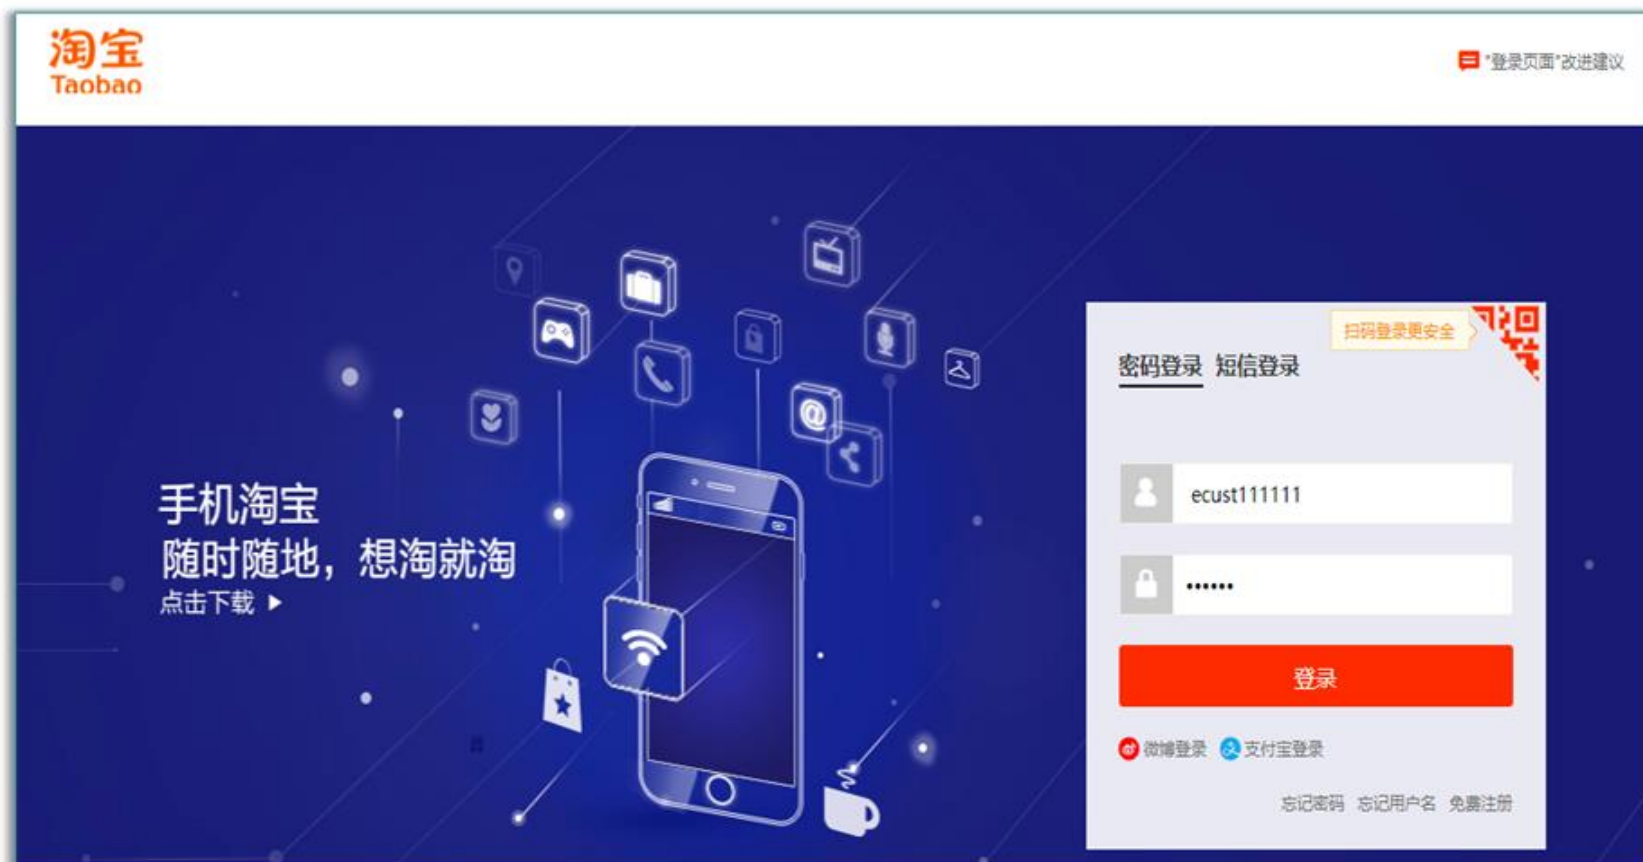 淘宝
Taobao
"登录页面"改进建议
扫码登录更安全
密码登录 短信登录
ecust111111
••••••
登录
微博登录 支付宝登录
忘记密码 忘记用户名 免费注册
手机淘宝
随时随地，想淘就淘
点击下载 ▶